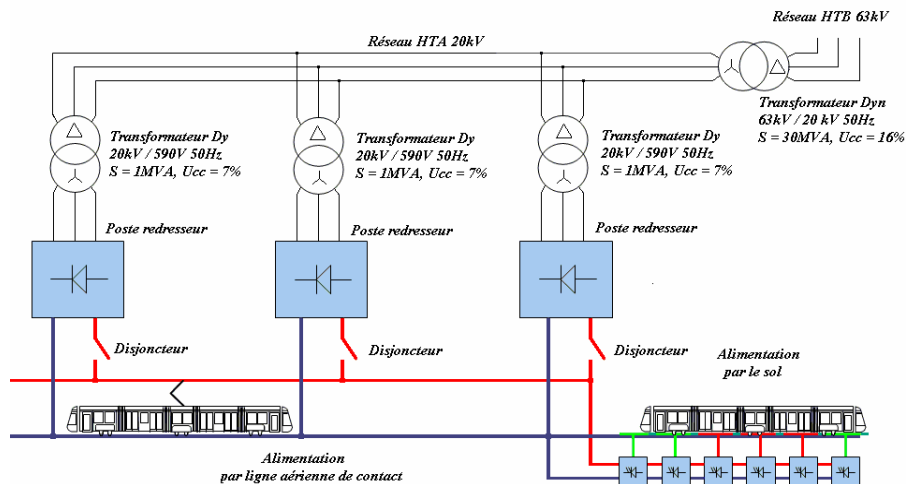 Réseau HTB 63kV
Réseau HTA 20kV
Transformateur Dyn
63kV / 20 kV 50Hz
S = 30MVA, Ucc = 16%
Transformateur Dy
20kV / 590V 50Hz
S = 1MVA, Ucc = 7%
Transformateur Dy
20kV / 590V 50Hz
S = 1MVA, Ucc = 7%
Transformateur Dy
20kV / 590V 50Hz
S = 1MVA, Ucc = 7%
Poste redresseur
Poste redresseur
Poste redresseur
Disjoncteur
Disjoncteur
Disjoncteur
Alimentation
par le sol
Alimentation
par ligne aérienne de contact